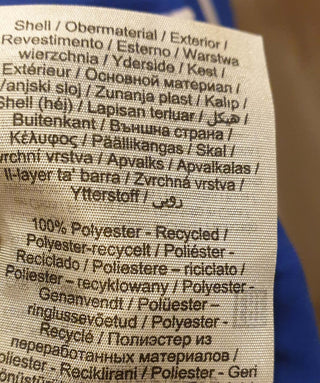 Shell / Obermaterial / Exterior /
Revestimento / Esterno / Warstwa
wierzchnia / Yderside / Kest /
Extérieur / Основной материал /
Vanjski sloj / Zunanja plast / Kalıp /
Shell (héj) / Lapisan terluar / هيكل /
Buitenkant / Външна страна /
Κέλυφος / Päällikangas / Skal /
vrchní vrstva / Apvalks / Apvalkalas /
Il-layer ta' barra / Zvrchná vrstva /
Ytterstoff / رویی
100% Polyester - Recycled /
Polyester-recycelt / Poliéster -
Reciclado / Poliestere – riciclato /
Poliester – recyklowany / Polyester -
Genanvendt / Polüester –
ringlussevõetud / Polyester -
Recyclé / Полиэстер из
переработанных материалов /
Poliester - Reciklirani / Poliester - Geri